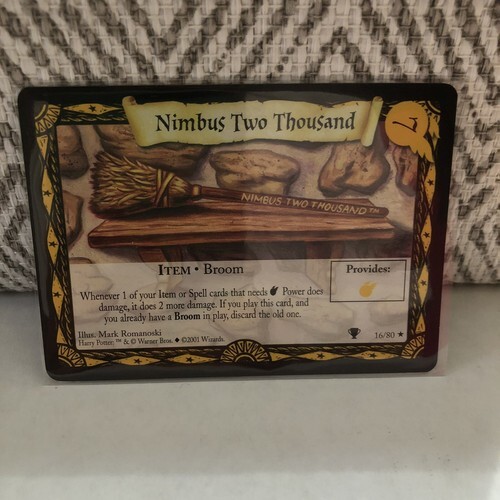 Nimbus Two Thousand
NIMBUS TWO THOUSAND™
ITEM • Broom
Provides:
Whenever 1 of your Item or Spell cards that needs Power does
damage, it does 2 more damage. If you play this card, and
you already have Broom in play, discard the old one.
Illus. Mark Romanoski
Harry Potter, ™ & © Warner Bros. ◆ ©2001 Wizards.
16/80 ★